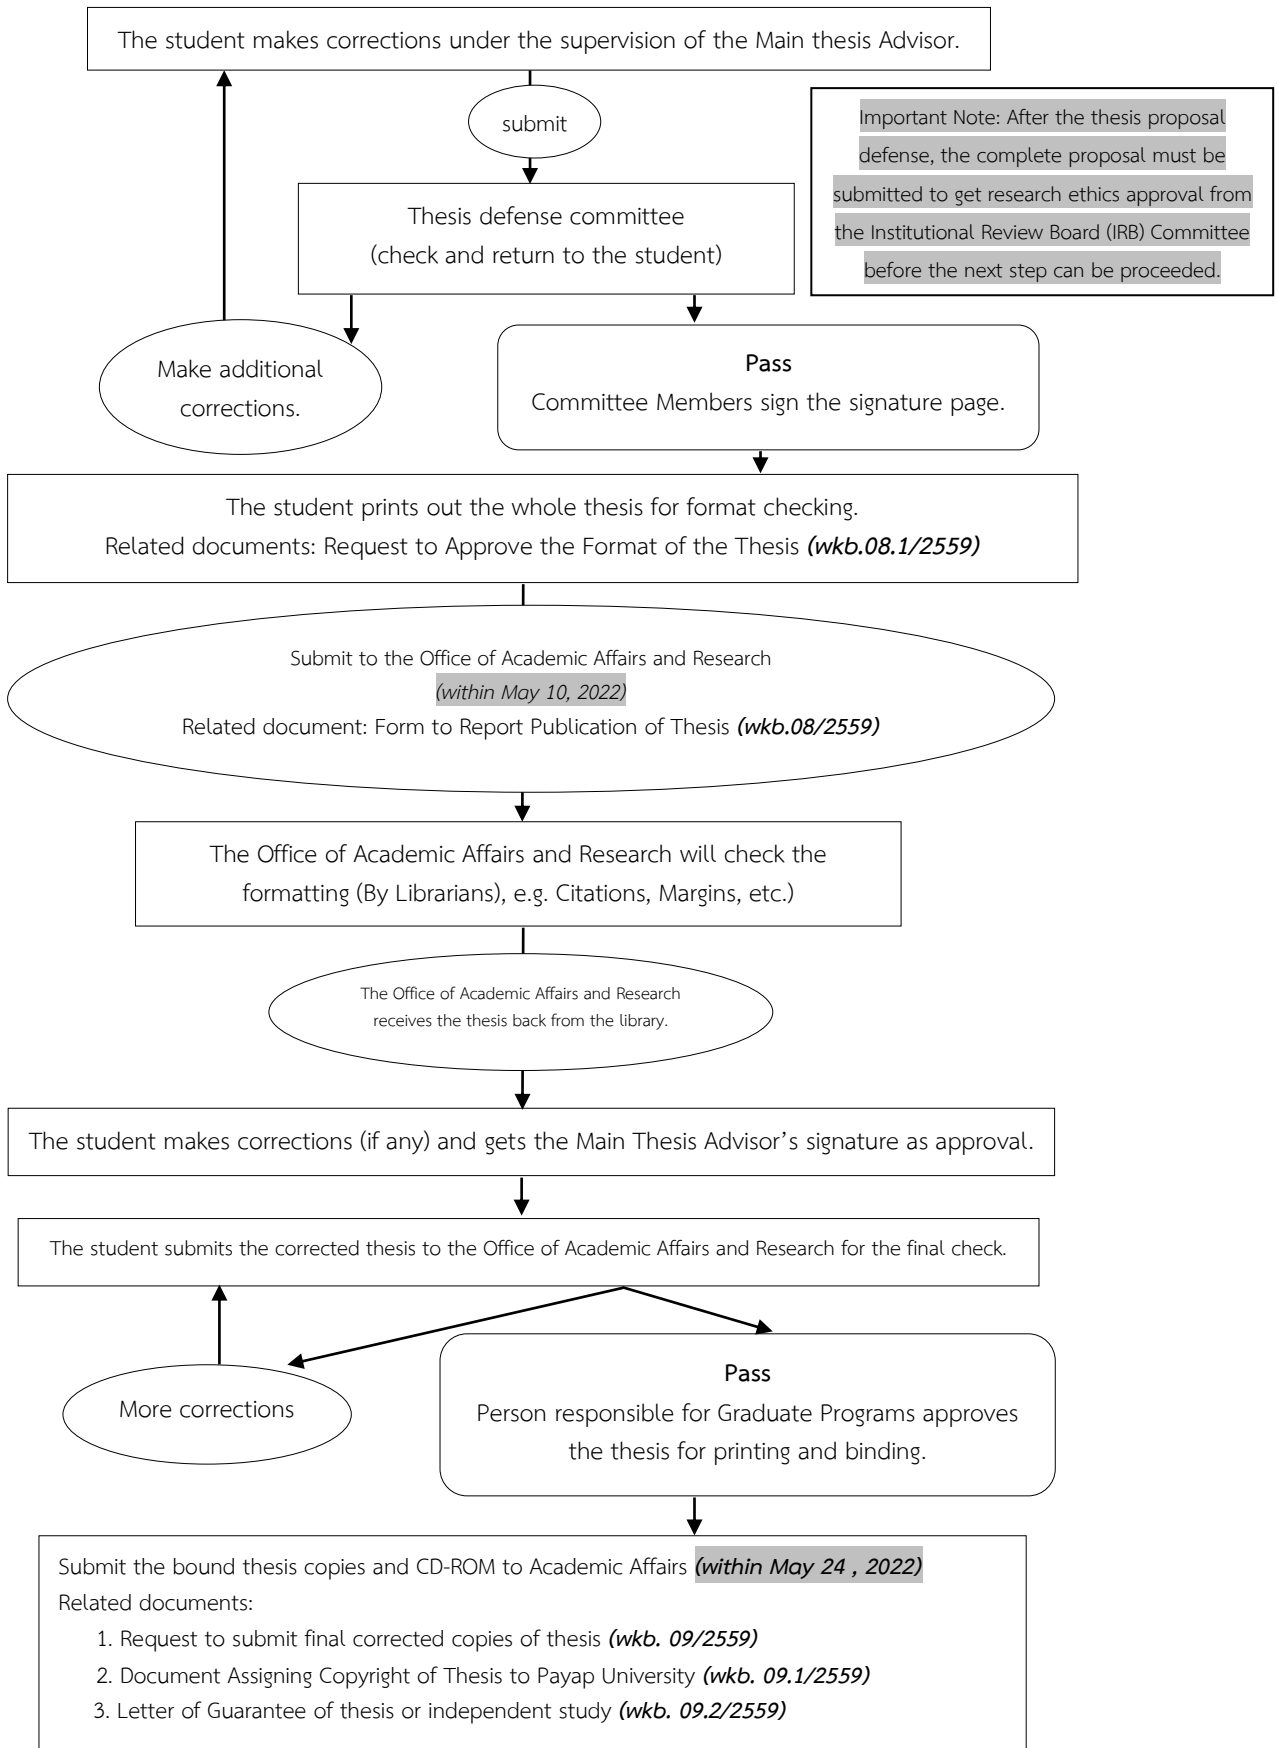 The student makes corrections under the supervision of the Main thesis Advisor.
submit
Important Note: After the thesis proposal
defense, the complete proposal must be
submitted to get research ethics approval from
the Institutional Review Board (IRB) Committee
before the next step can be proceeded.
Thesis defense committee
(check and return to the student)
Make additional
corrections.
Pass
Committee Members sign the signature page.
The student prints out the whole thesis for format checking.
Related documents: Request to Approve the Format of the Thesis (wkb.08.1/2559)
Submit to the Office of Academic Affairs and Research
(within May 10, 2022)
Related document: Form to Report Publication of Thesis (wkb.08/2559)
The Office of Academic Affairs and Research will check the
formatting (By Librarians), e.g. Citations, Margins, etc.)
The Office of Academic Affairs and Research
receives the thesis back from the library.
The student makes corrections (if any) and gets the Main Thesis Advisor’s signature as approval.
The student submits the corrected thesis to the Office of Academic Affairs and Research for the final check.
More corrections
Pass
Person responsible for Graduate Programs approves
the thesis for printing and binding.
Submit the bound thesis copies and CD-ROM to Academic Affairs (within May 24 , 2022)
Related documents:
1. Request to submit final corrected copies of thesis (wkb. 09/2559)
2. Document Assigning Copyright of Thesis to Payap University (wkb. 09.1/2559)
3. Letter of Guarantee of thesis or independent study (wkb. 09.2/2559)